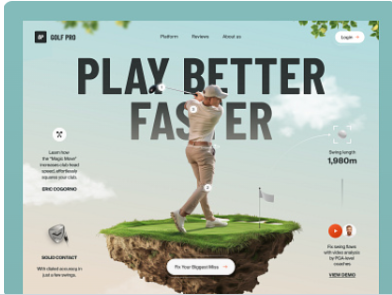 GOLF PRO
Platform
Reviews
About us
Login
PLAY BETTER
FASTER
Learn how
the "Magic Move"
increases club head
speed, effortlessly
square your club.
ERIC COGORNO
Swing length
1,980m
SOLID CONTACT
With dialed accuracy in
just a few swings.
Fix Your Biggest Miss
Fix swing flaws
with video analysis
by PGA-level
coaches.
VIEW DEMO